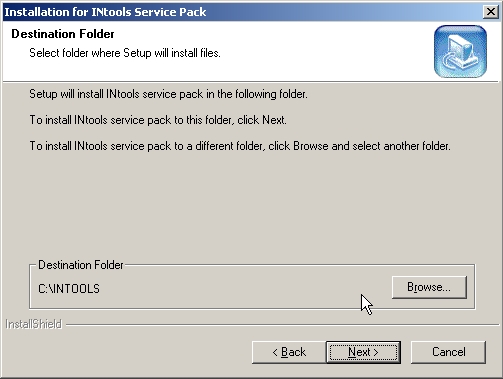 Installation for INtools Service Pack
Destination Folder
Select folder where Setup will install files.
Setup will install INtools service pack in the following folder.
To install INtools service pack to this folder, click Next.
To install INtools service pack to a different folder, click Browse and select another folder.
Destination Folder
C:\INTOOLS
Browse...
InstallShield
< Back
Next >
Cancel